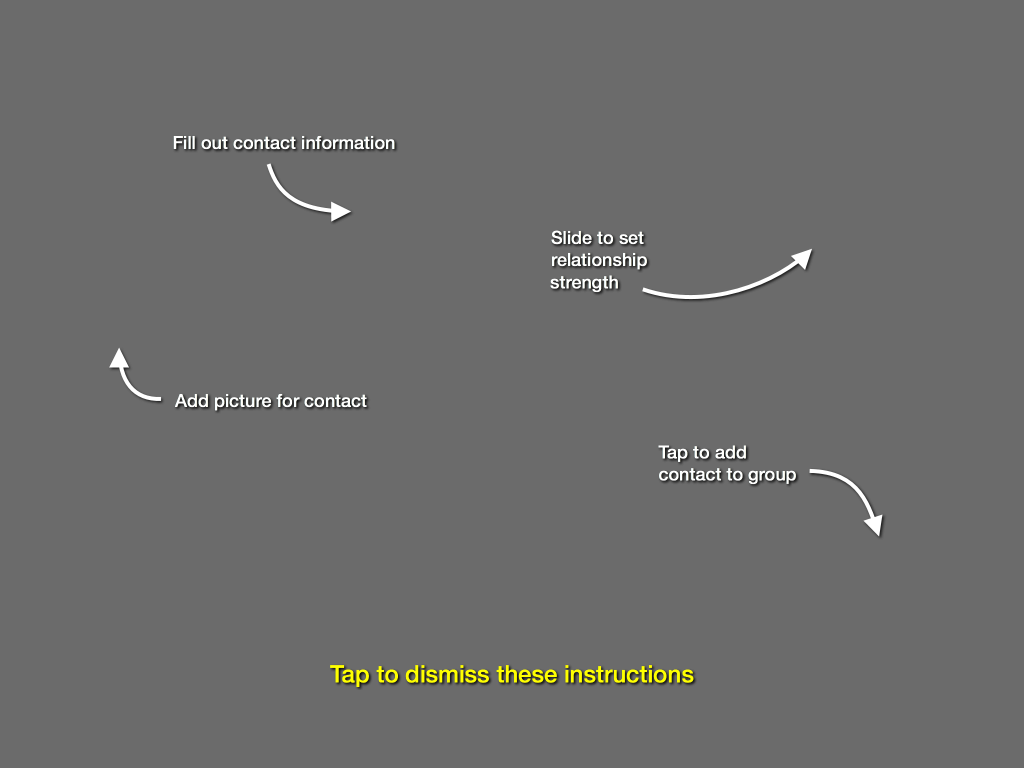 Fill out contact information
Slide to set
relationship
strength
Add picture for contact
Tap to add
contact to group
Tap to dismiss these instructions